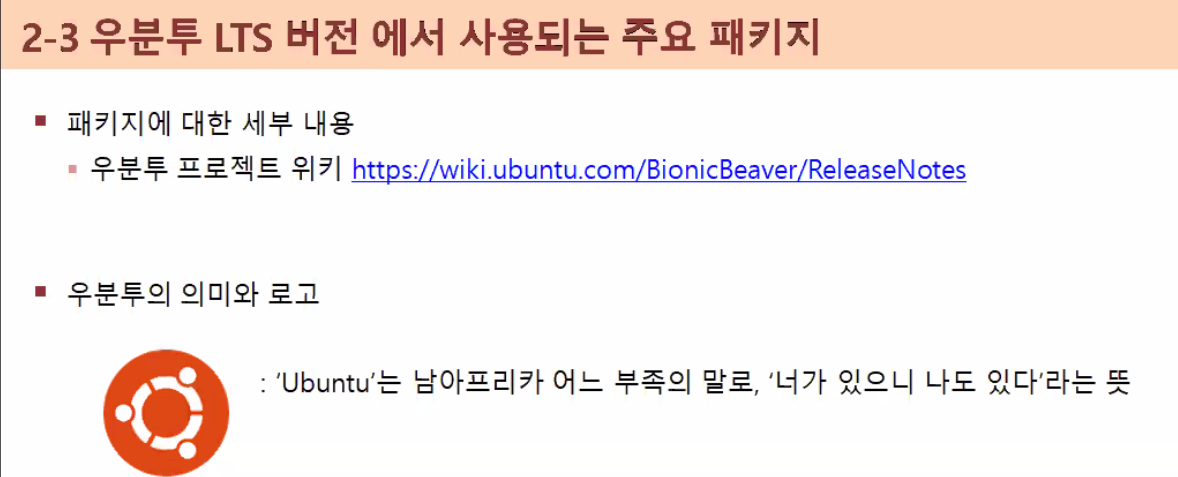 2-3 우분투 LTS 버전 에서 사용되는 주요 패키지
패키지에 대한 세부 내용
우분투 프로젝트 위키 https://wiki.ubuntu.com/BionicBeaver/ReleaseNotes
우분투의 의미와 로고
: ‘Ubuntu’는 남아프리카 어느 부족의 말로, ‘너가 있으니 나도 있다’라는 뜻